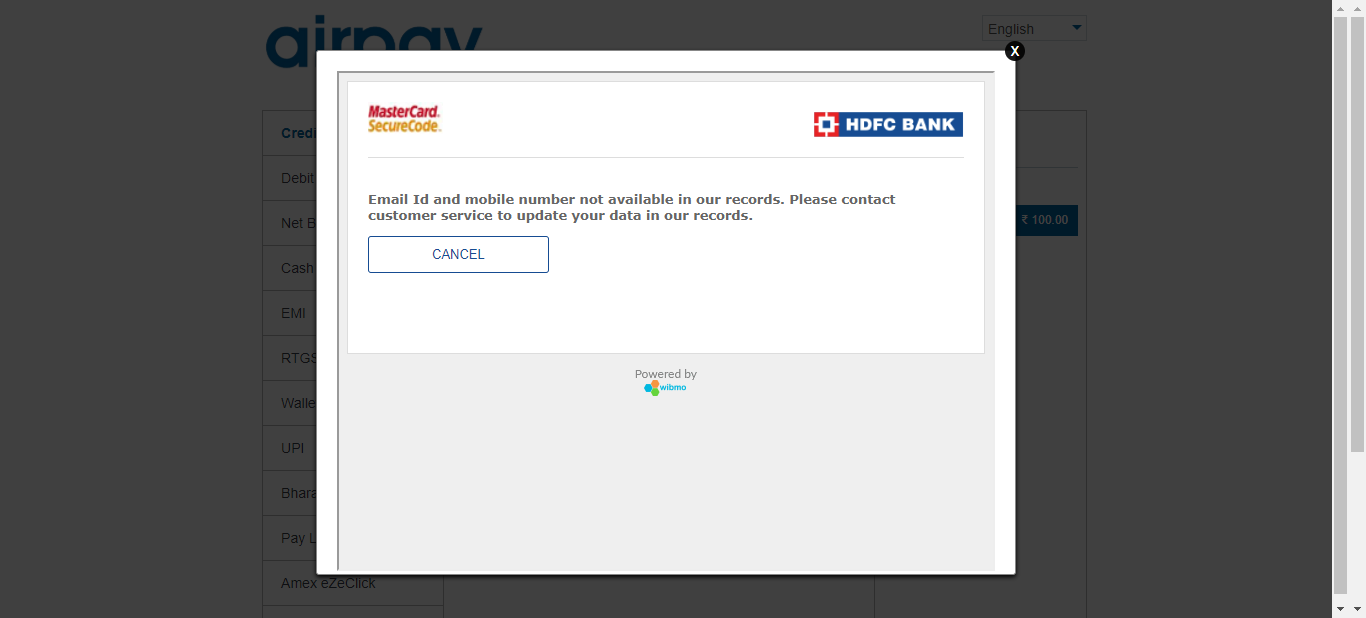 airpay
English
X
MasterCard.
SecureCode.
HDFC BANK
Email Id and mobile number not available in our records. Please contact
customer service to update your data in our records.
CANCEL
Powered by
wibmo
Credi
Debit
Net B
Cash
EMI
RTGS
Walle
UPI
Bhara
Pay L
Amex eZeClick
₹ 100.00